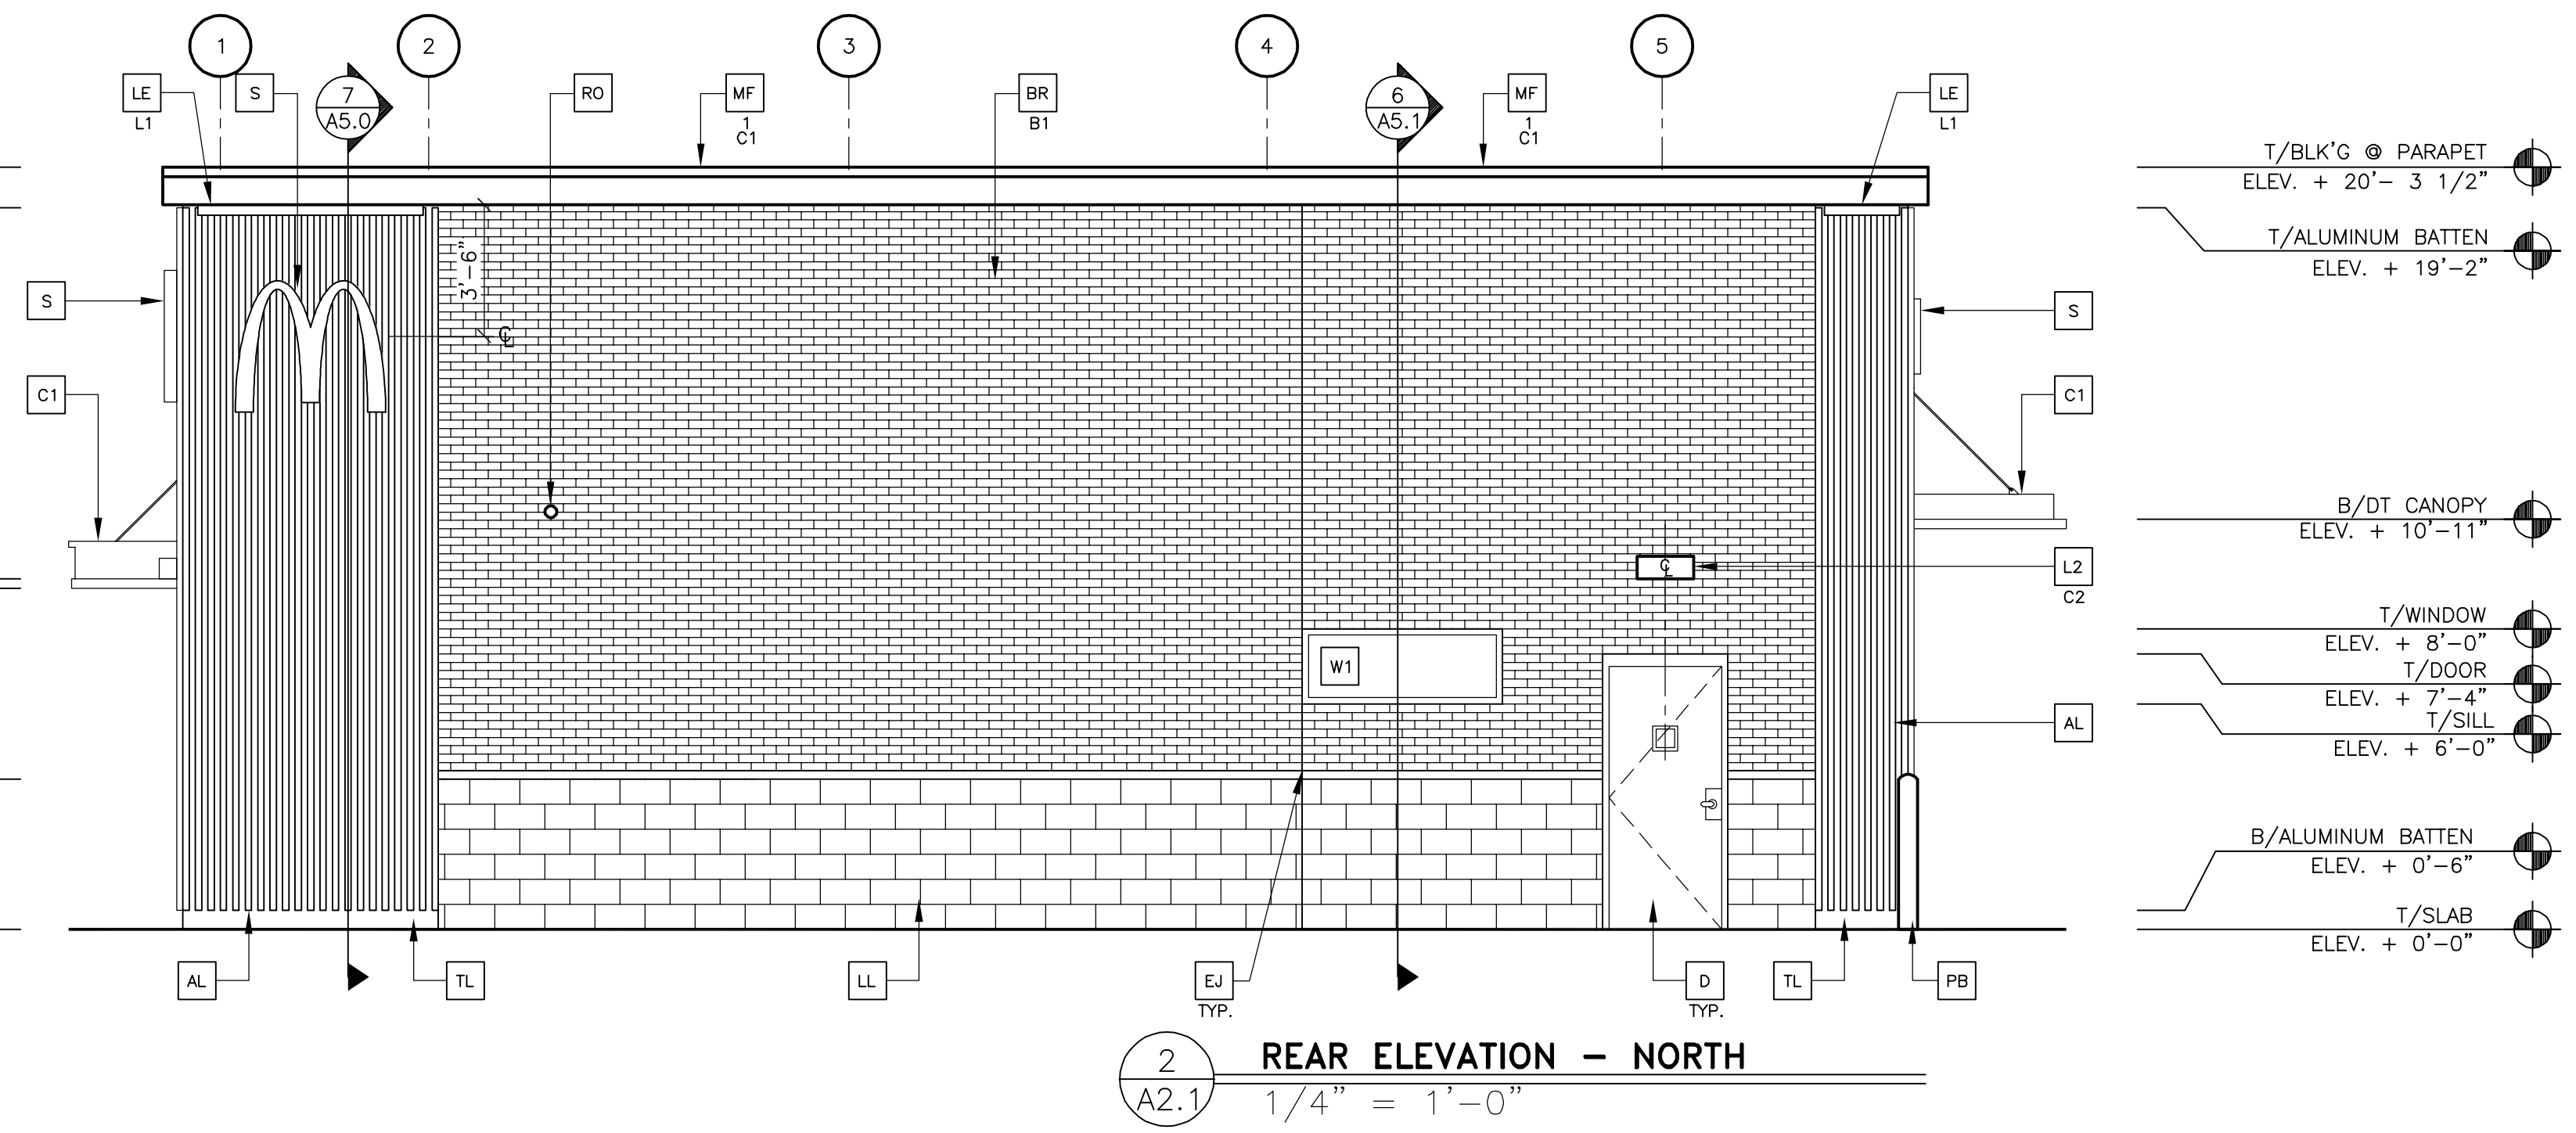 1
2
3
4
5
LE
L1
S
7
A5.0
RO
MF
1
C1
BR
B1
6
A5.1
MF
1
C1
LE
L1
T/BLK'G @ PARAPET
ELEV. + 20'- 3 1/2"
T/ALUMINUM BATTEN
ELEV. + 19'-2"
3'-6"
S
S
CL
C1
C1
B/DT CANOPY
ELEV. + 10'-11"
CL
L2
C2
T/WINDOW
ELEV. + 8'-0"
W1
T/DOOR
ELEV. + 7'-4"
AL
T/SILL
ELEV. + 6'-0"
B/ALUMINUM BATTEN
ELEV. + 0'-6"
T/SLAB
ELEV. + 0'-0"
AL
TL
LL
EJ
TYP.
D
TYP.
TL
PB
2
A2.1
REAR ELEVATION - NORTH
1/4" = 1'-0"